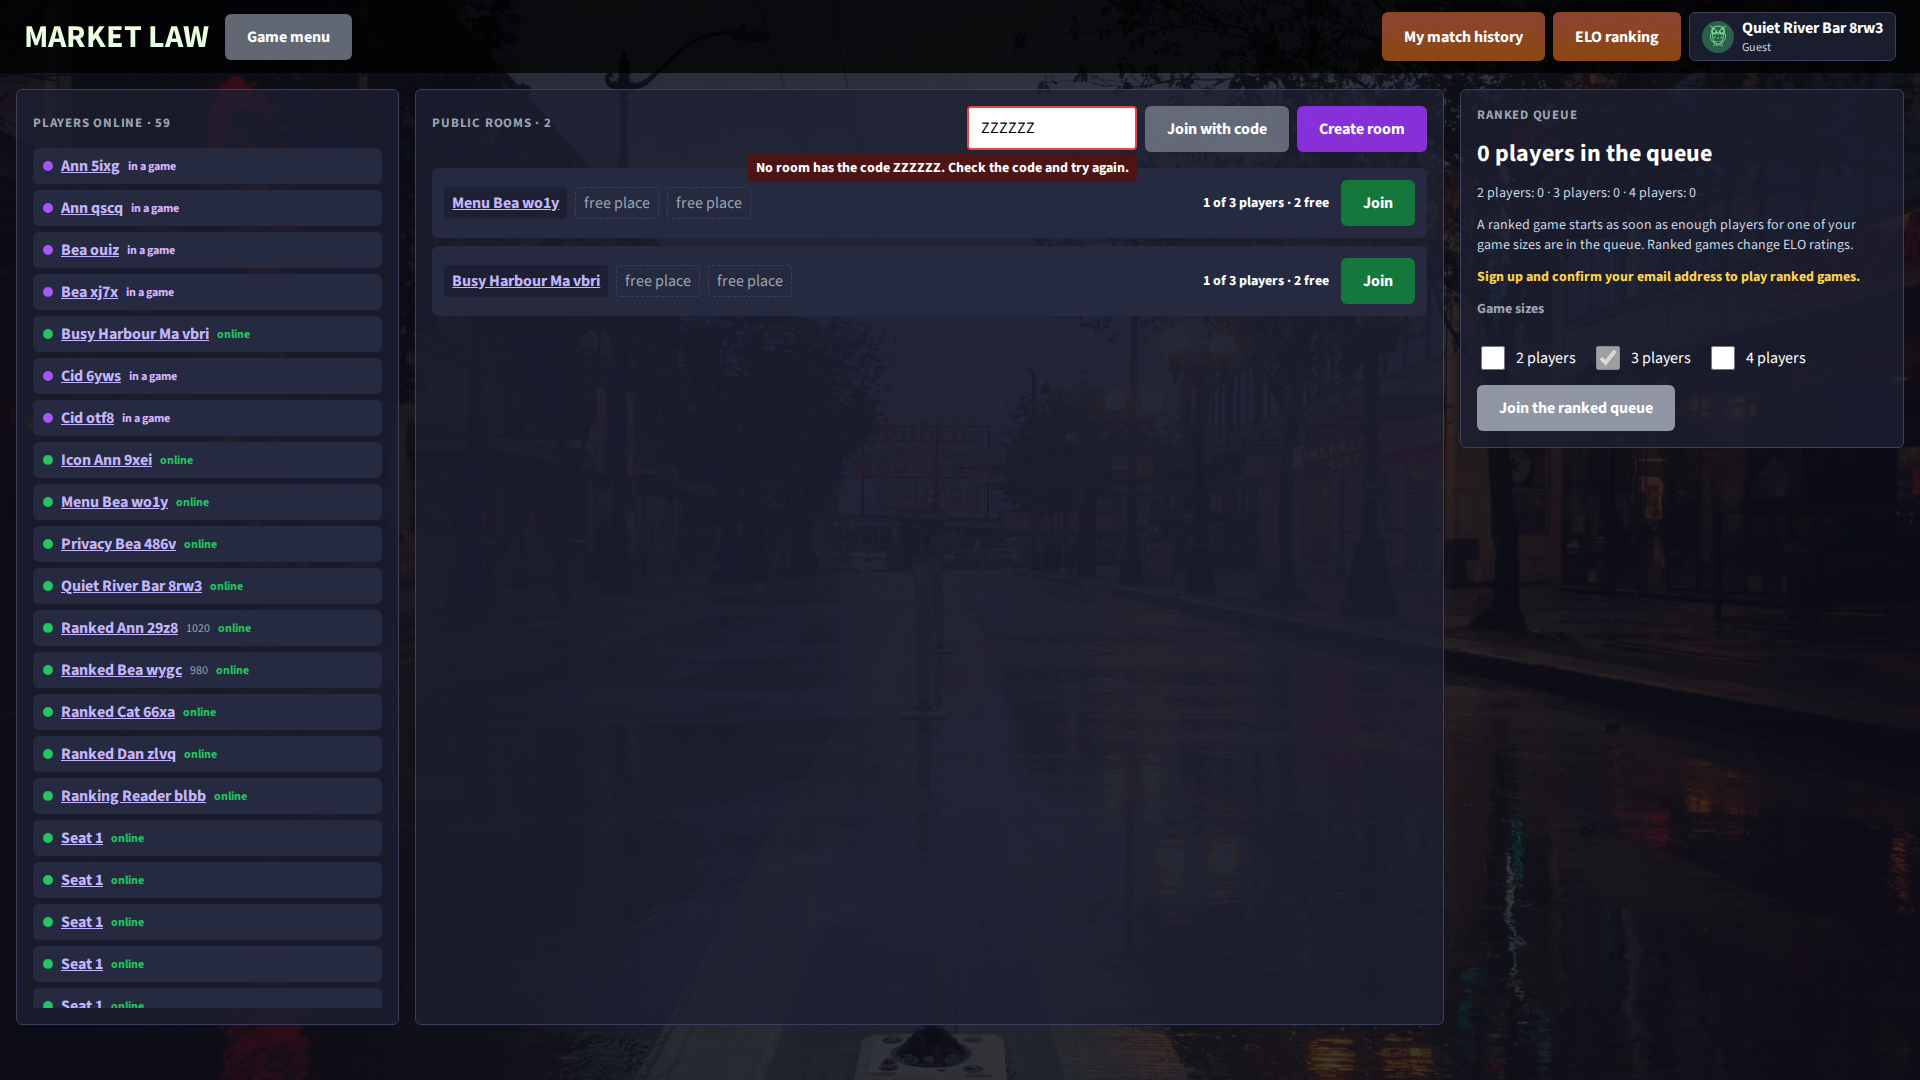 MARKET LAW
Game menu
My match history
ELO ranking
Quiet River Bar 8rw3
Guest
PLAYERS ONLINE · 59
Ann 5ixg in a game
Ann qscq in a game
Bea ouiz in a game
Bea xj7x in a game
Busy Harbour Ma vbri online
Cid 6yws in a game
Cid otf8 in a game
Icon Ann 9xei online
Menu Bea wo1y online
Privacy Bea 486v online
Quiet River Bar 8rw3 online
Ranked Ann 29z8 1020 online
Ranked Bea wygc 980 online
Ranked Cat 66xa online
Ranked Dan zlvq online
Ranking Reader blbb online
Seat 1 online
Seat 1 online
Seat 1 online
Seat 1 online
Seat 1 online
PUBLIC ROOMS · 2
ZZZZZZ
Join with code
Create room
No room has the code ZZZZZZ. Check the code and try again.
Menu Bea wo1y free place free place 1 of 3 players · 2 free Join
Busy Harbour Ma vbri free place free place 1 of 3 players · 2 free Join
PUBLIC
MARKET
CENTER
RANKED QUEUE
0 players in the queue
2 players: 0 · 3 players: 0 · 4 players: 0
A ranked game starts as soon as enough players for one of your
game sizes are in the queue. Ranked games change ELO ratings.
Sign up and confirm your email address to play ranked games.
Game sizes
2 players 3 players 4 players
Join the ranked queue